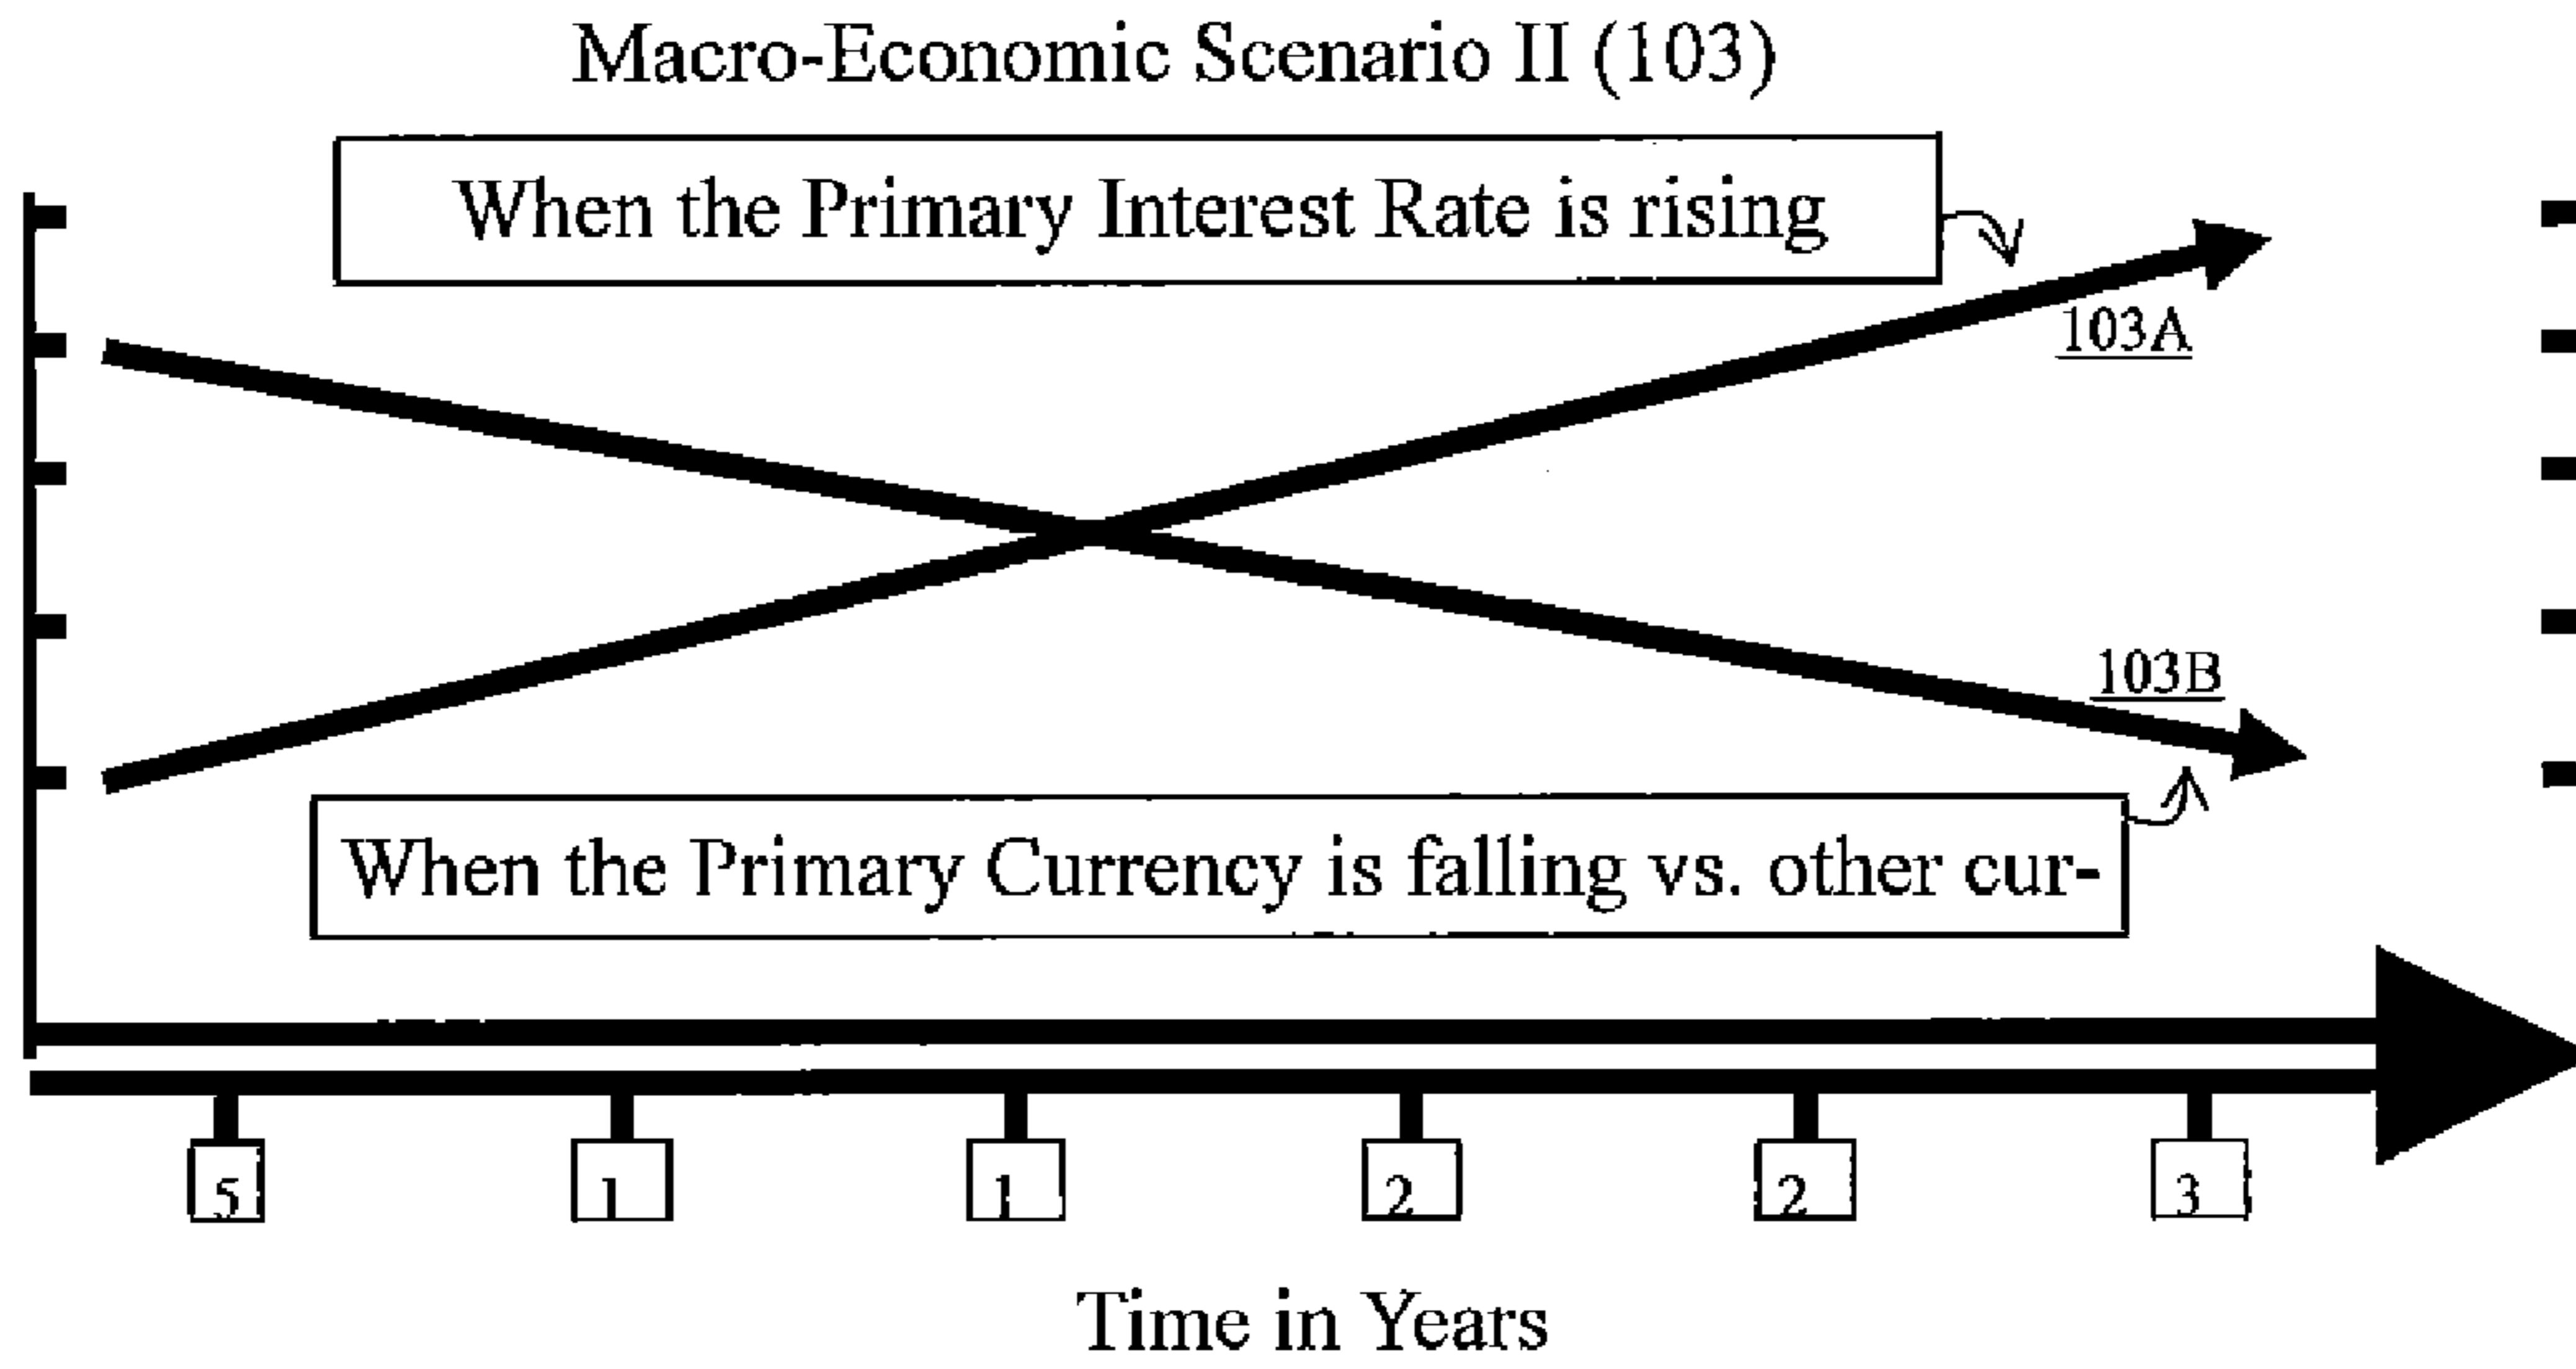 Macro-Economic Scenario II (103)
When the Primary Interest Rate is rising
103A
103B
When the Primary Currency is falling vs. other cur-
5 1 1 2 2 3
Time in Years